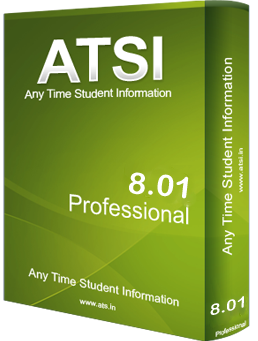 ATSI
Any Time Student Information
8.01
Professional
Any Time Student Information
www.ats.in
Any Time Student Information
www.atsi.in
8.01
Professional